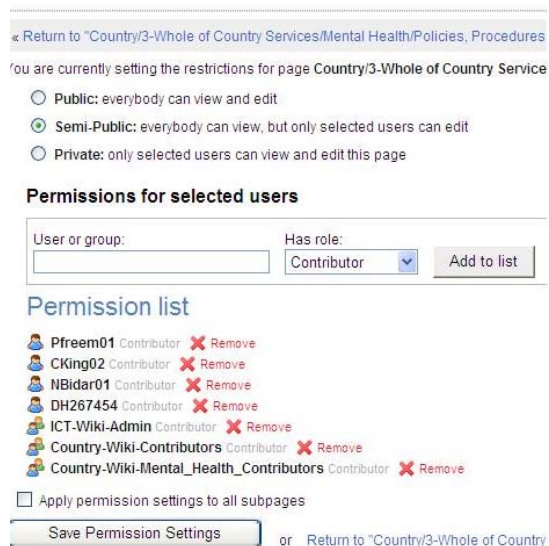 « Return to "Country/3-Whole of Country Services/Mental Health/Policies, Procedures
You are currently setting the restrictions for page Country/3-Whole of Country Service
Public: everybody can view and edit
Semi-Public: everybody can view, but only selected users can edit
Private: only selected users can view and edit this page
Permissions for selected users
User or group: Has role:
Contributor Add to list
Permission list
Pfreem01 Contributor Remove
CKing02 Contributor Remove
NBidar01 Contributor Remove
DH267454 Contributor Remove
ICT-Wiki-Admin Contributor Remove
Country-Wiki-Contributors Contributor Remove
Country-Wiki-Mental_Health_Contributors Contributor Remove
Apply permission settings to all subpages
Save Permission Settings or Return to "Country/3-Whole of Country